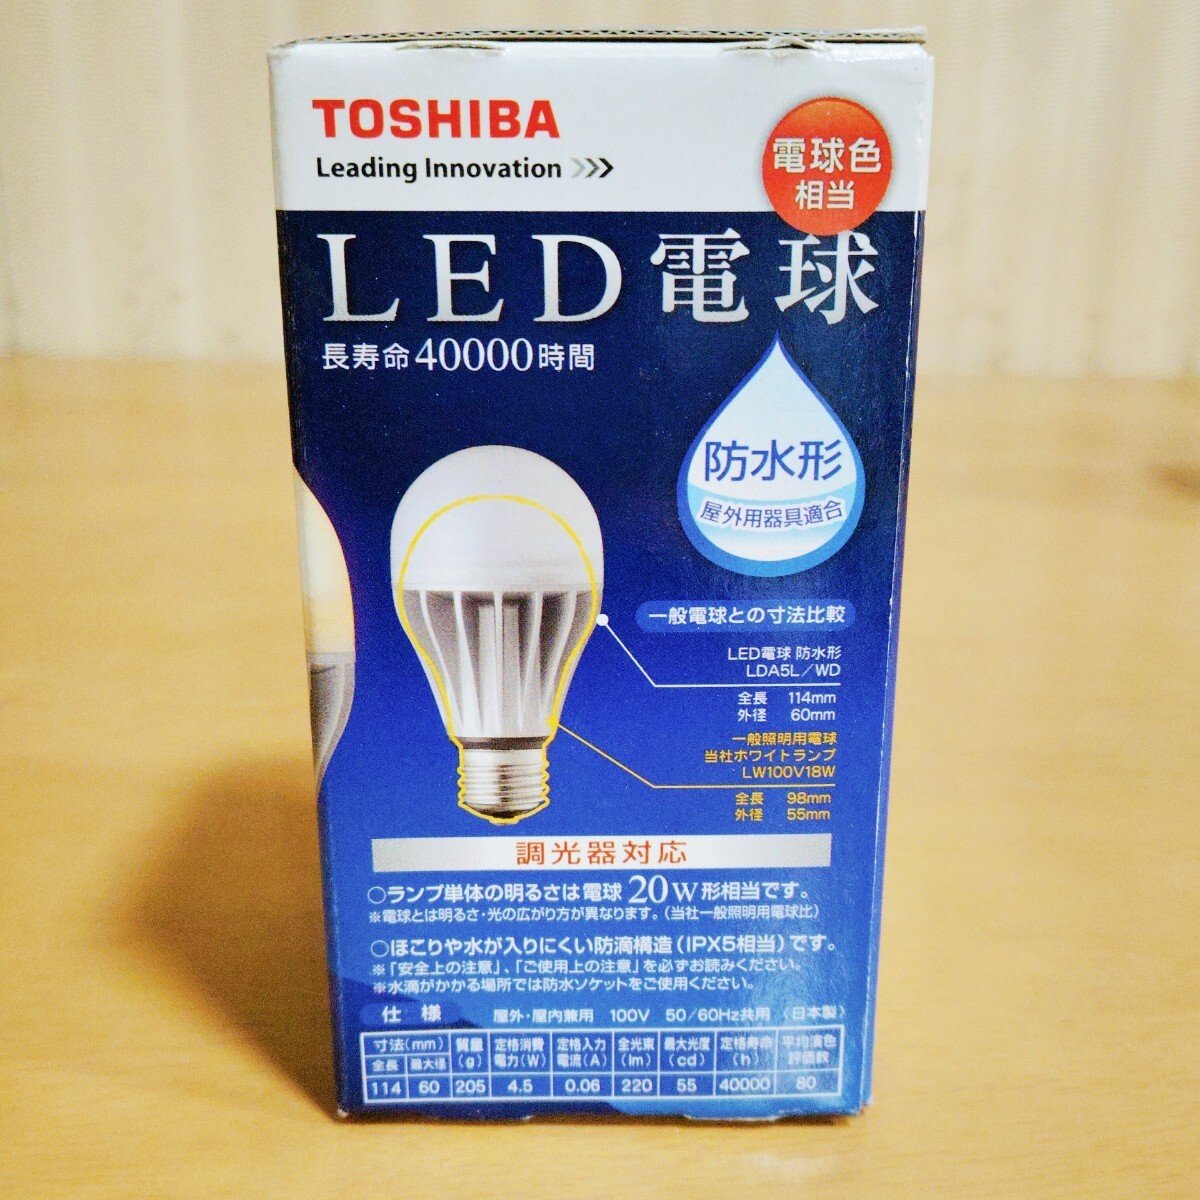 TOSHIBA
Leading Innovation >>>
電球色
相当
LED電球
長寿命40000時間
防水形
屋外用器具適合
一般電球との寸法比較
LED電球 防水形
LDA5L／WD
全長 114mm
外径 60mm
一般照明用電球
当社ホワイトランプ
LW100V18W
全長 98mm
外径 55mm
調光器対応
○ランプ単体の明るさは電球20W形相当です。
※電球とは明るさ・光の広がり方が異なります。（当社一般照明用電球比）
○ほこりや水が入りにくい防滴構造（IPX5相当）です。
※「安全上の注意」、「ご使用上の注意」を必ずお読みください。
※水滴がかかる場所では防水ソケットをご使用ください。
仕様 屋外・屋内兼用 100V 50／60Hz共用 〈日本製〉
寸法(mm) 質量 定格消費 定格入力 全光束 最大光度 定格寿命 平均演色
全長 最大径 (g) 電力(W) 電流(A) (lm) (cd) (h) 評価数
114 60 205 4.5 0.06 220 55 40000 80